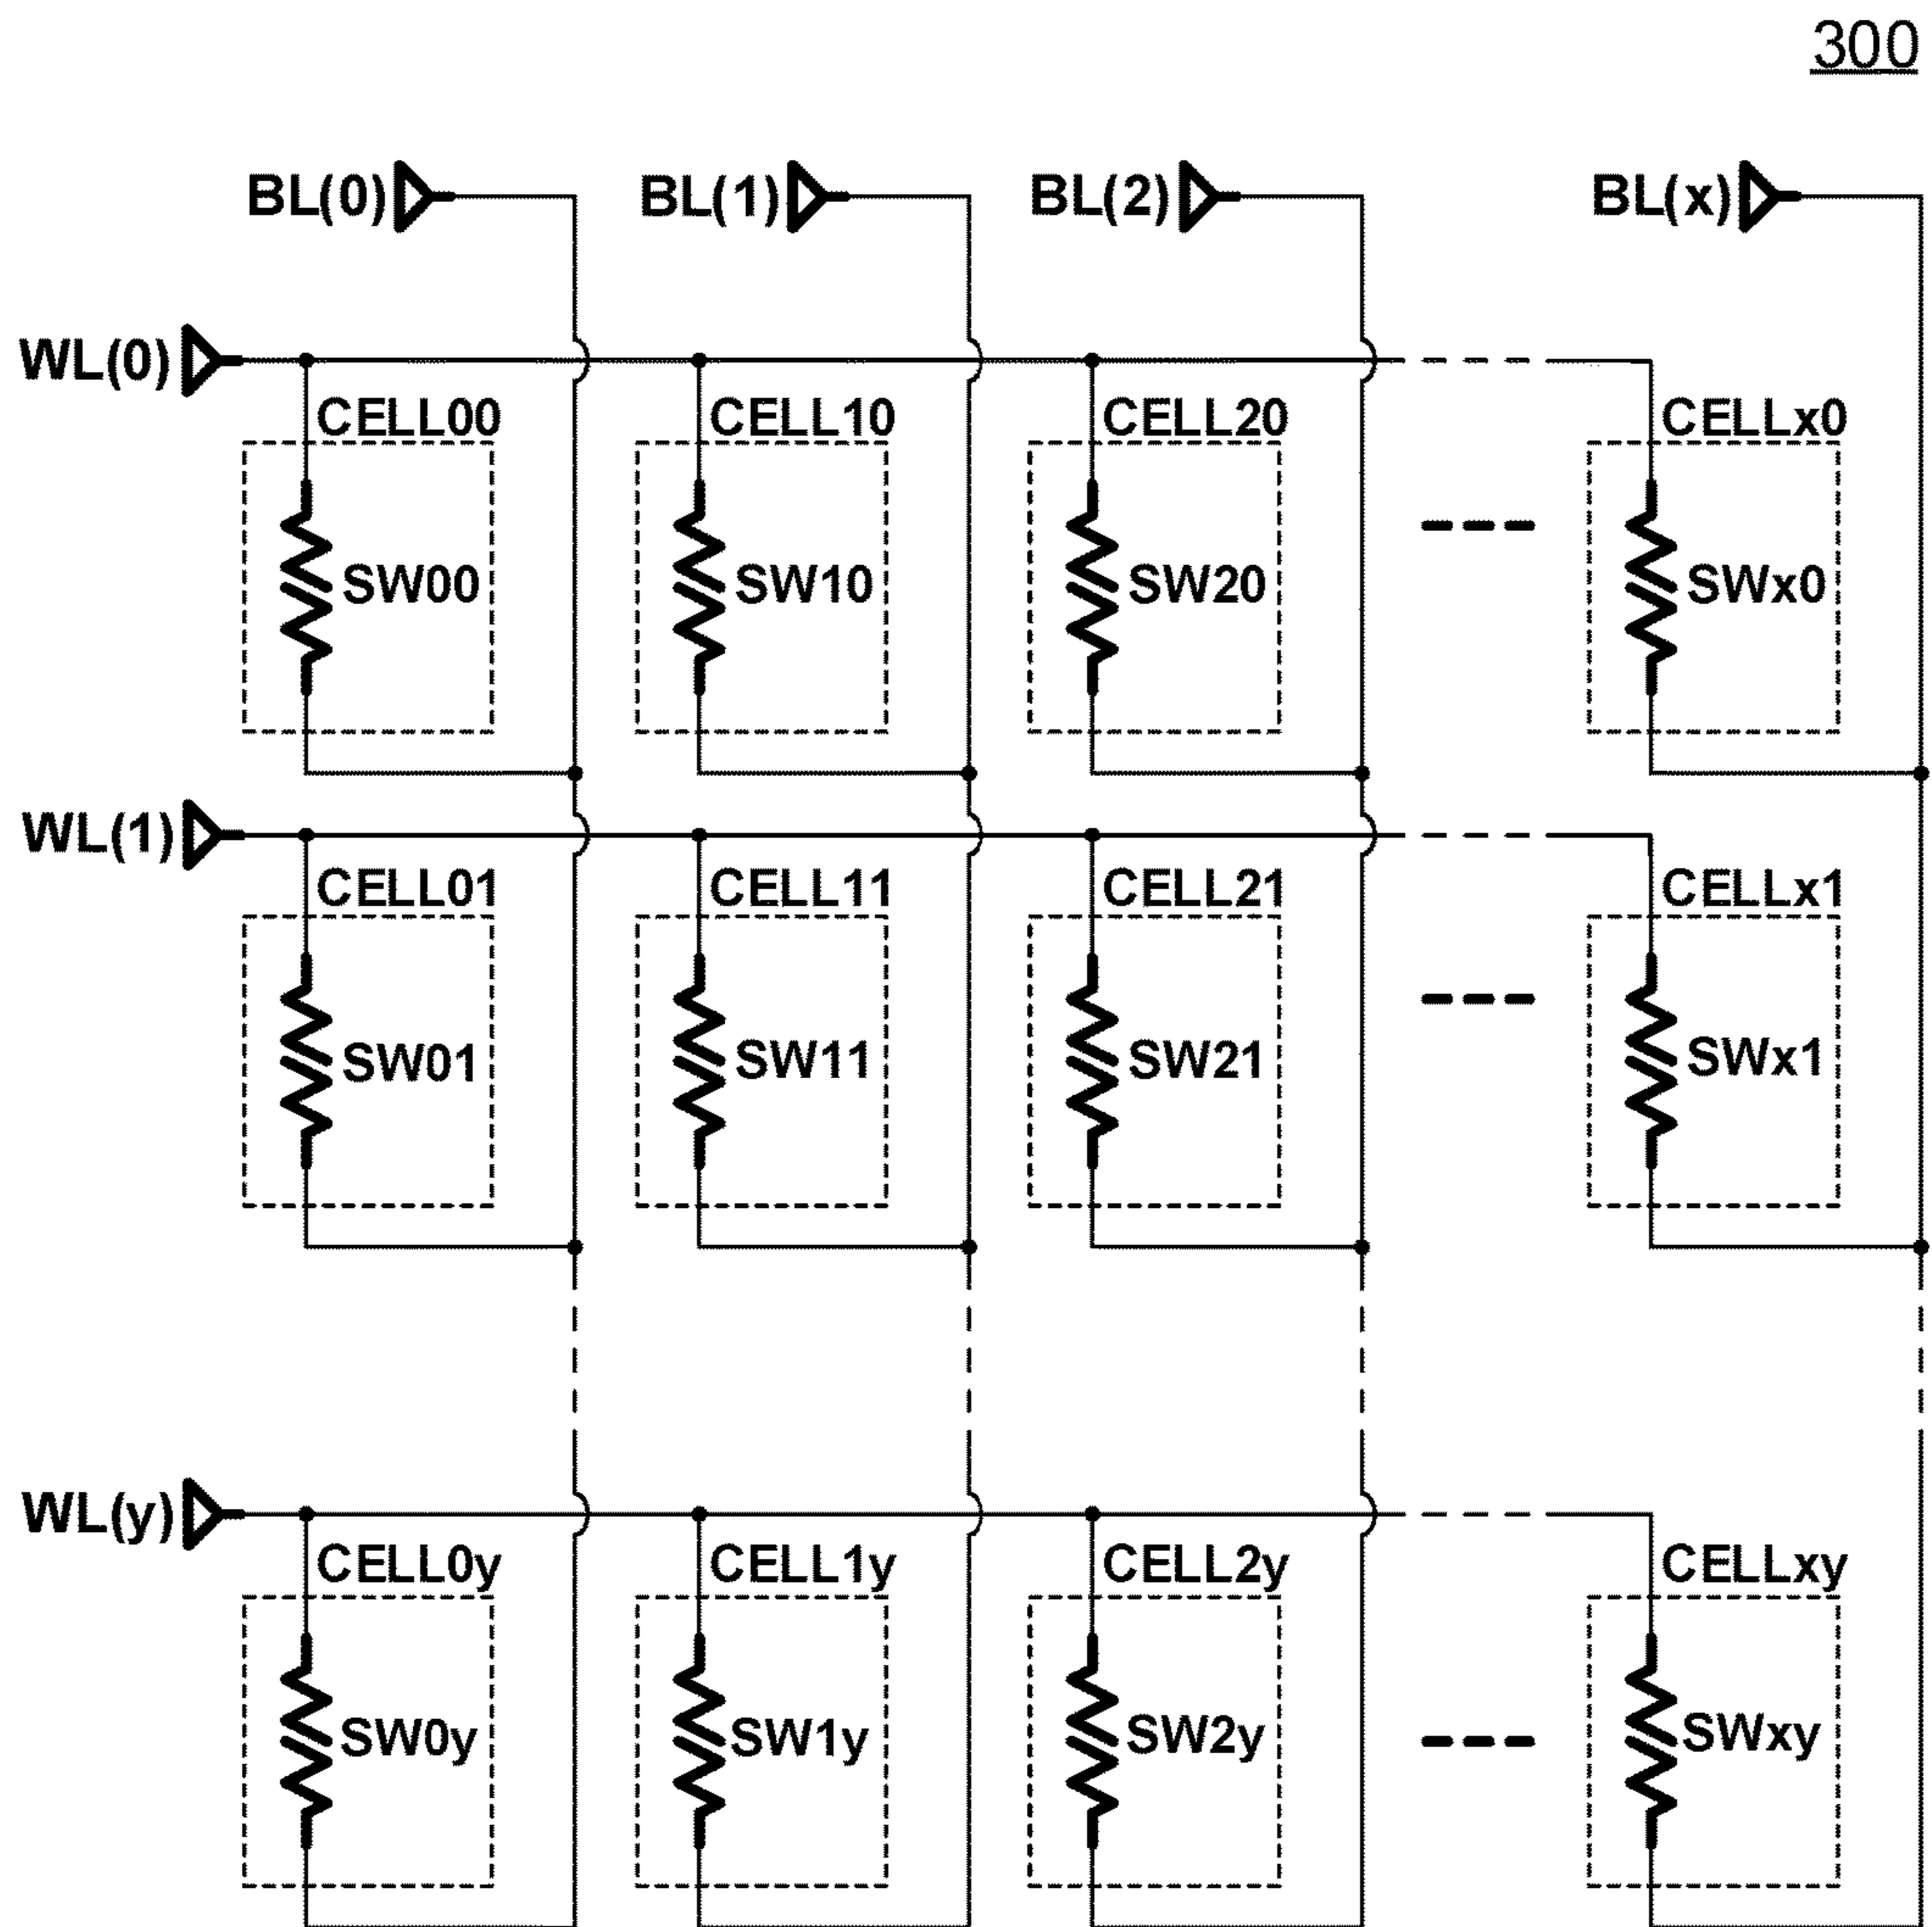 300
BL(0) BL(1) BL(2) BL(x)
WL(0)
CELL00 CELL10 CELL20 CELLx0
SW00 SW10 SW20 SWx0
WL(1)
CELL01 CELL11 CELL21 CELLx1
SW01 SW11 SW21 SWx1
WL(y)
CELL0y CELL1y CELL2y CELLxy
SW0y SW1y SW2y SWxy